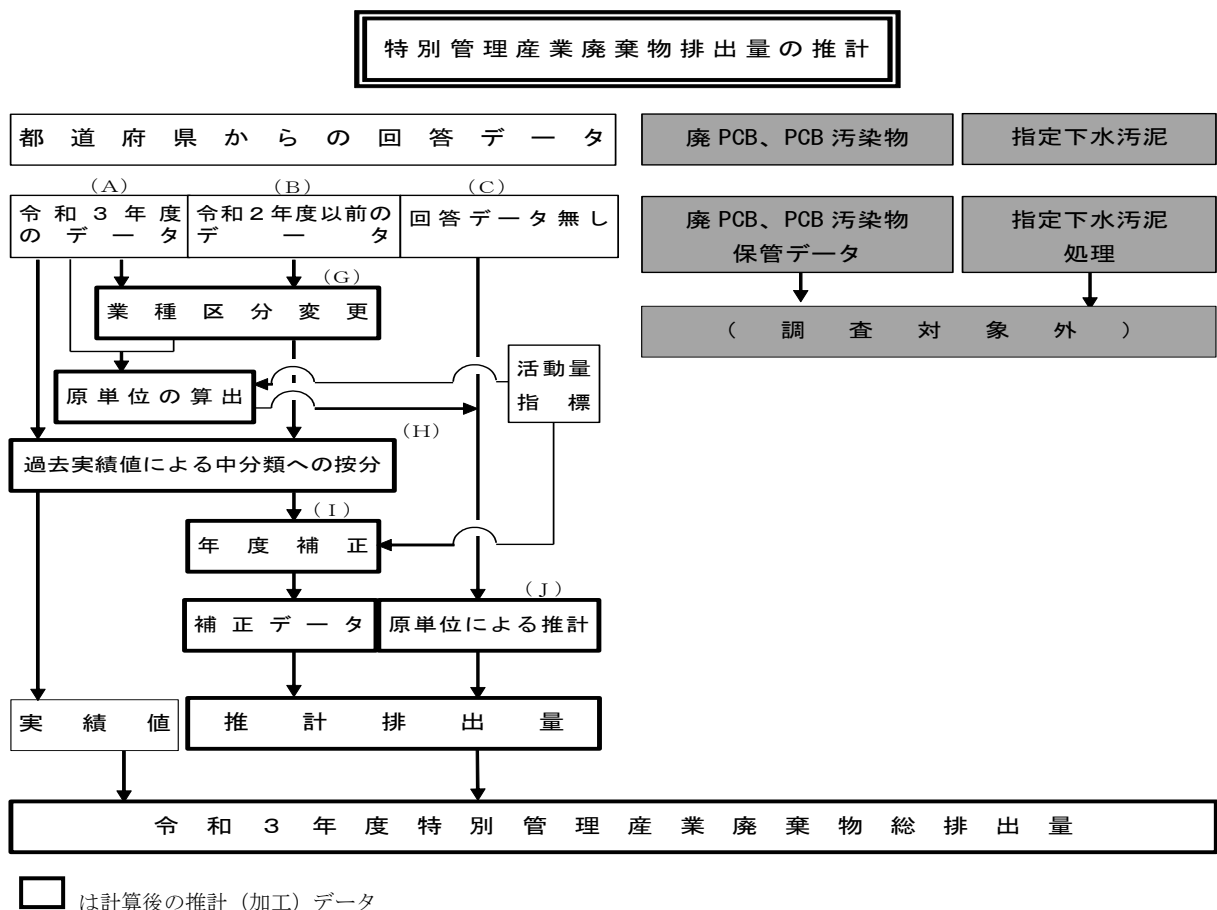 特別管理産業廃棄物排出量の推計
都道府県からの回答データ
廃PCB、PCB汚染物
指定下水汚泥
（A）
（B）
（C）
令和３年度
のデータ
令和２年度以前の
データ
回答データ無し
廃PCB、PCB汚染物
保管データ
指定下水汚泥
処理
（G）
業種区分変更
（調査対象外）
活動量
指標
原単位の算出
（H）
過去実績値による中分類への按分
（I）
年度補正
（J）
補正データ
原単位による推計
実績値
推計排出量
令和３年度特別管理産業廃棄物総排出量
は計算後の推計（加工）データ